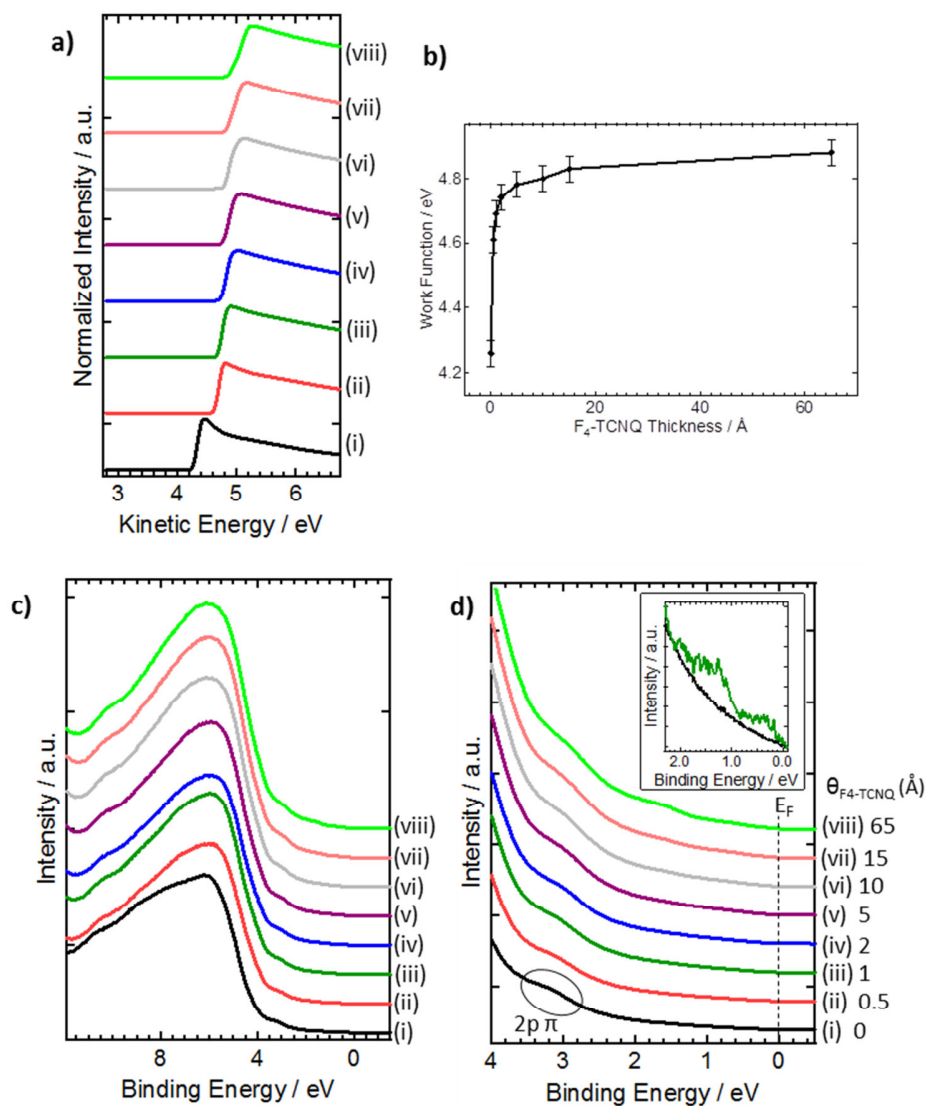 a)
Normalized Intensity / a.u.
(viii)
(vii)
(vi)
(v)
(iv)
(iii)
(ii)
(i)
3 4 5 6
Kinetic Energy / eV
b)
Work Function / eV
4.8
4.6
4.4
4.2
0 20 40 60
F₄-TCNQ Thickness / Å
c)
Intensity / a.u.
(viii)
(vii)
(vi)
(v)
(iv)
(iii)
(ii)
(i)
8 4 0
Binding Energy / eV
d)
Intensity / a.u.
Intensity / a.u.
2.0 1.0 0.0
Binding Energy / eV
E_F
θ_F4-TCNQ (Å)
(viii) 65
(vii) 15
(vi) 10
(v) 5
(iv) 2
(iii) 1
(ii) 0.5
(i) 0
2p π
4 3 2 1 0
Binding Energy / eV